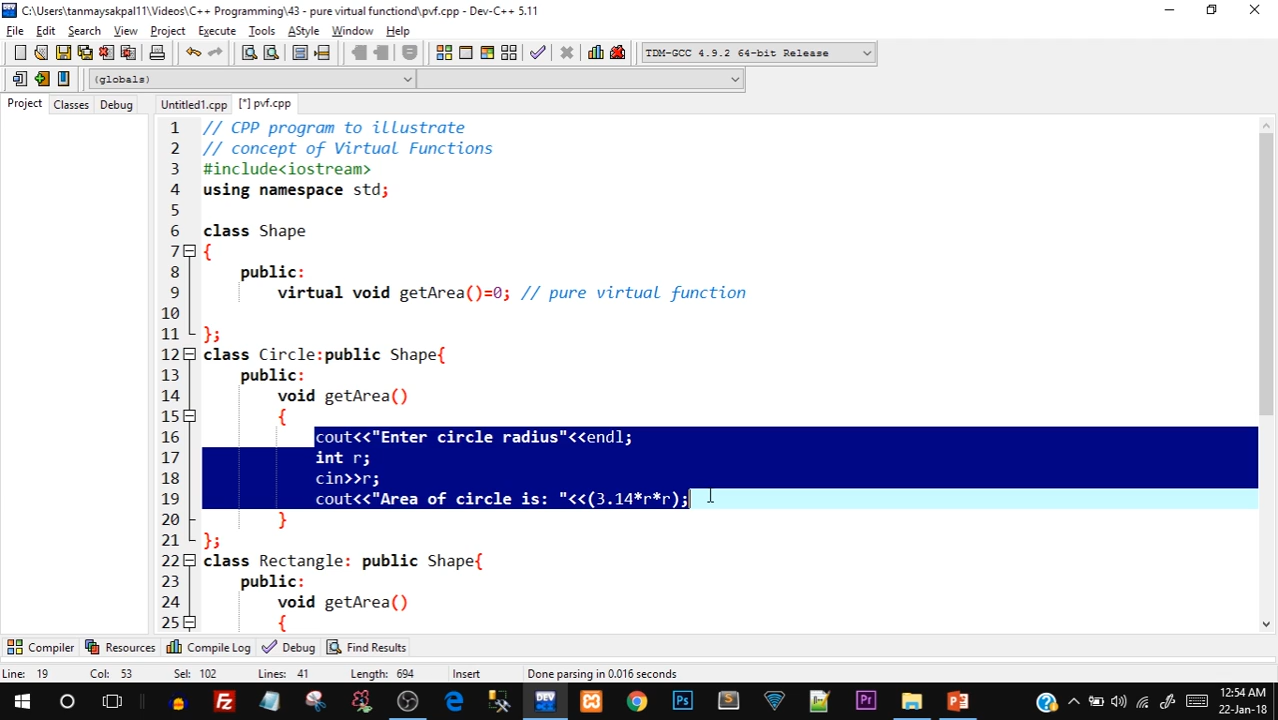 C:\Users\tanmaysakpal11\Videos\C++ Programming\43 - pure virtual functiond\pvf.cpp - Dev-C++ 5.11
File Edit Search View Project Execute Tools AStyle Window Help
TDM-GCC 4.9.2 64-bit Release
(globals)
Project Classes Debug Untitled1.cpp [*] pvf.cpp
1 // CPP program to illustrate
2 // concept of Virtual Functions
3 #include<iostream>
4 using namespace std;
5
6 class Shape
7 {
8 public:
9 virtual void getArea()=0; // pure virtual function
10
11 };
12 class Circle:public Shape{
13 public:
14 void getArea()
15 {
16 cout<<"Enter circle radius"<<endl;
17 int r;
18 cin>>r;
19 cout<<"Area of circle is: "<<(3.14*r*r);
20 }
21 };
22 class Rectangle: public Shape{
23 public:
24 void getArea()
25 {
Compiler Resources Compile Log Debug Find Results
Line: 19 Col: 53 Sel: 102 Lines: 41 Length: 694 Insert Done parsing in 0.016 seconds
12:54 AM
22-Jan-18